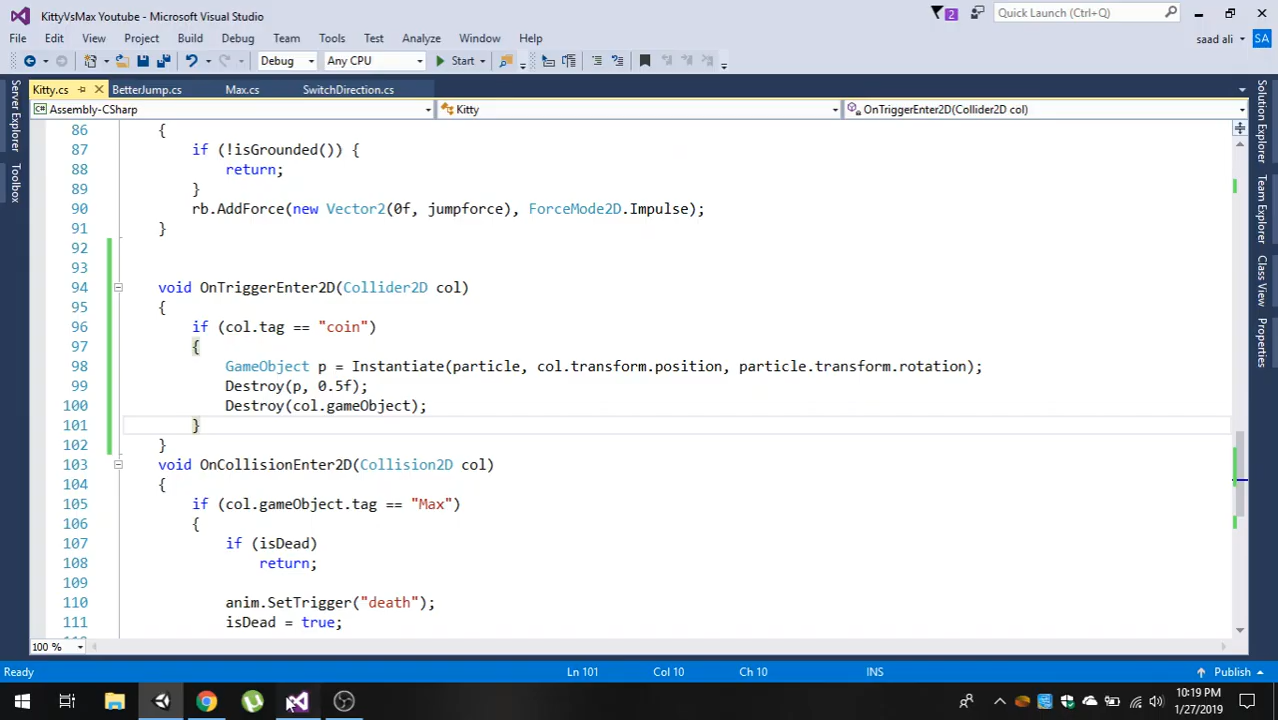 KittyVsMax Youtube - Microsoft Visual Studio
2
Quick Launch (Ctrl+Q)
File Edit View Project Build Debug Team Tools Test Analyze Window Help
saad ali
SA
Debug Any CPU Start
Kitty.cs BetterJump.cs Max.cs SwitchDirection.cs
Assembly-CSharp Kitty OnTriggerEnter2D(Collider2D col)
Server Explorer
Toolbox
Solution Explorer
Team Explorer
Class View
Properties
86 {
87 if (!isGrounded()) {
88 return;
89 }
90 rb.AddForce(new Vector2(0f, jumpforce), ForceMode2D.Impulse);
91 }
92
93
94 void OnTriggerEnter2D(Collider2D col)
95 {
96 if (col.tag == "coin")
97 {
98 GameObject p = Instantiate(particle, col.transform.position, particle.transform.rotation);
99 Destroy(p, 0.5f);
100 Destroy(col.gameObject);
101 }
102 }
103 void OnCollisionEnter2D(Collision2D col)
104 {
105 if (col.gameObject.tag == "Max")
106 {
107 if (isDead)
108 return;
109
110 anim.SetTrigger("death");
111 isDead = true;
100 %
Ready Ln 101 Col 10 Ch 10 INS Publish
10:19 PM
1/27/2019